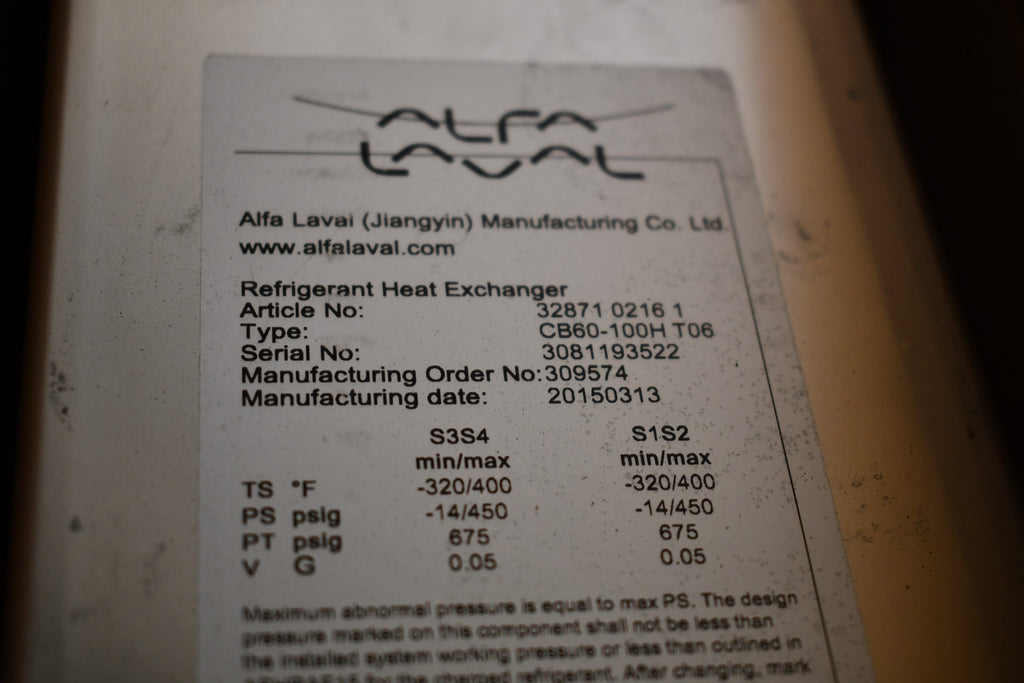 ALFA
LAVAL
Alfa Laval (Jiangyin) Manufacturing Co. Ltd.
www.alfalaval.com
Refrigerant Heat Exchanger
Article No: 32871 0216 1
Type: CB60-100H T06
Serial No: 3081193522
Manufacturing Order No: 309574
Manufacturing date: 20150313
S3S4 S1S2
min/max min/max
TS °F -320/400 -320/400
PS psig -14/450 -14/450
PT psig 675 675
V G 0.05 0.05
Maximum abnormal pressure is equal to max PS. The design
pressure marked on this component shall not be less than
the installed system working pressure or less than outlined in
for the charged refrigerant. After changing, mark